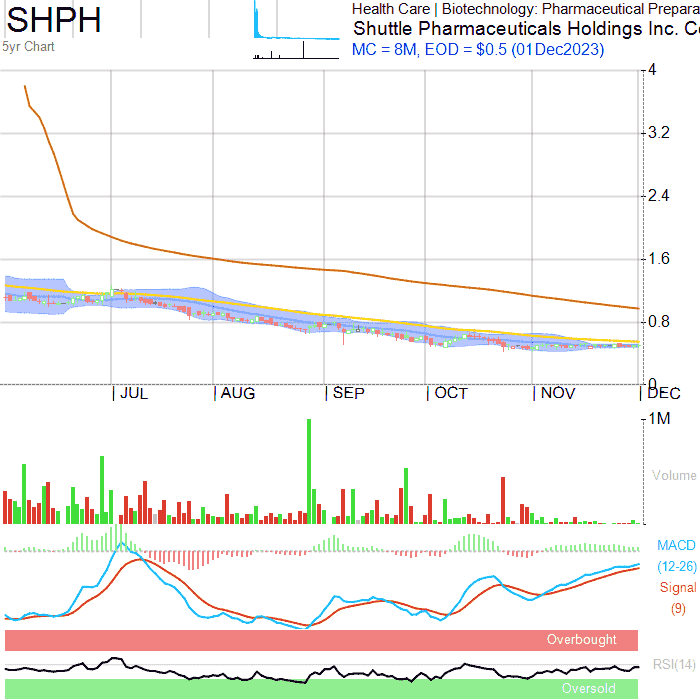 SHPH
5yr Chart
Health Care | Biotechnology: Pharmaceutical Prepara
Shuttle Pharmaceuticals Holdings Inc. Co
MC = 8M, EOD = $0.5 (01Dec2023)
4
3.2
2.4
1.6
0.8
0
JUL
AUG
SEP
OCT
NOV
DEC
1M
Volume
MACD
(12-26)
Signal
(9)
Overbought
RSI(14)
Oversold